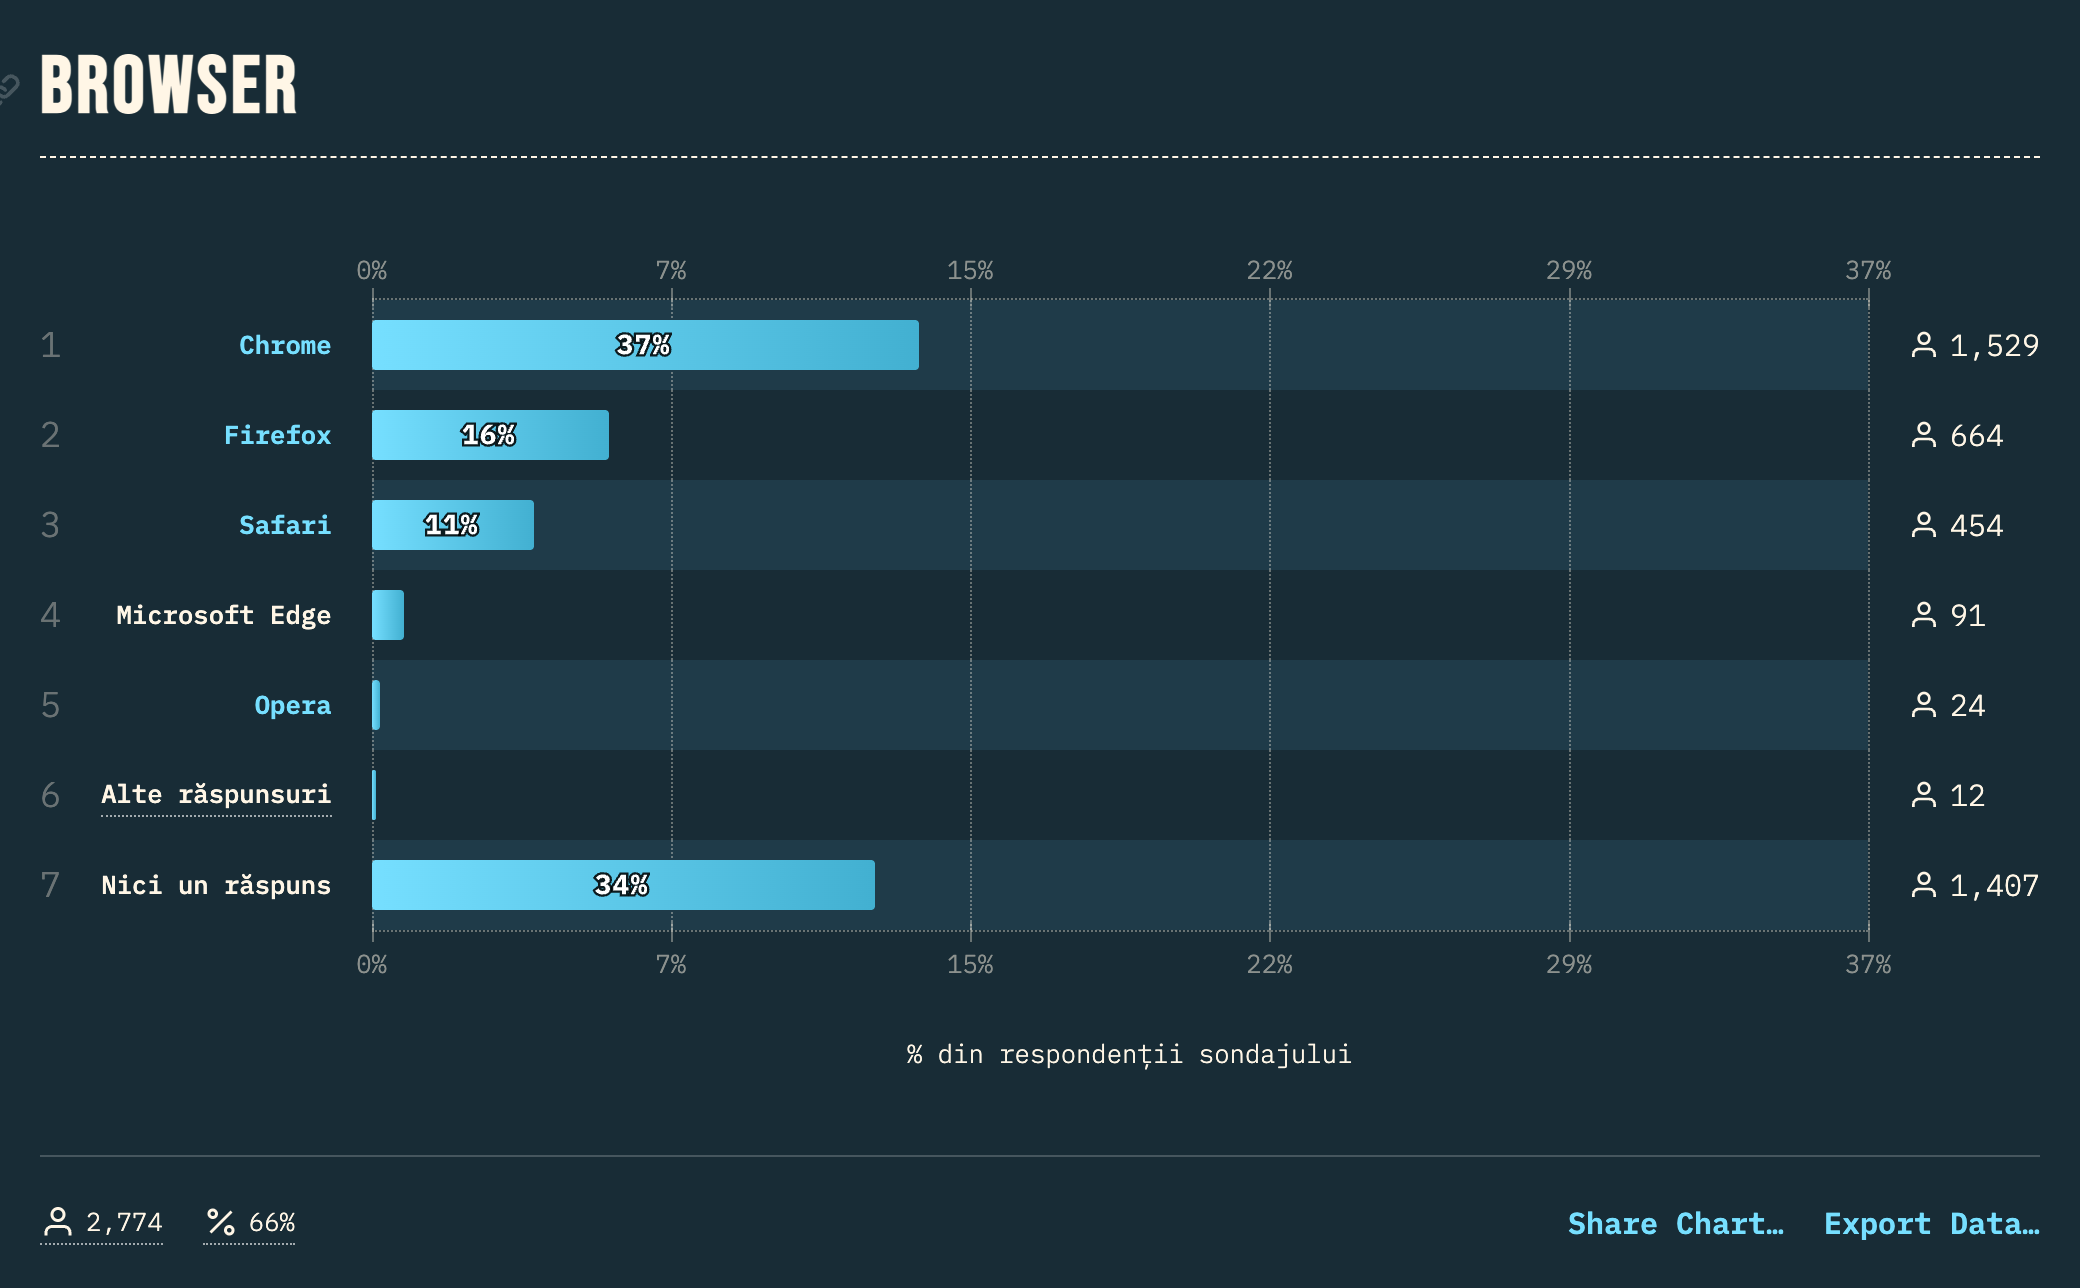 BROWSER
0% 7% 15% 22% 29% 37%
1 Chrome 37% 1,529
2 Firefox 16% 664
3 Safari 11% 454
4 Microsoft Edge 91
5 Opera 24
6 Alte răspunsuri 12
7 Nici un răspuns 34% 1,407
0% 7% 15% 22% 29% 37%
% din respondenții sondajului
2,774 % 66% Share Chart… Export Data…